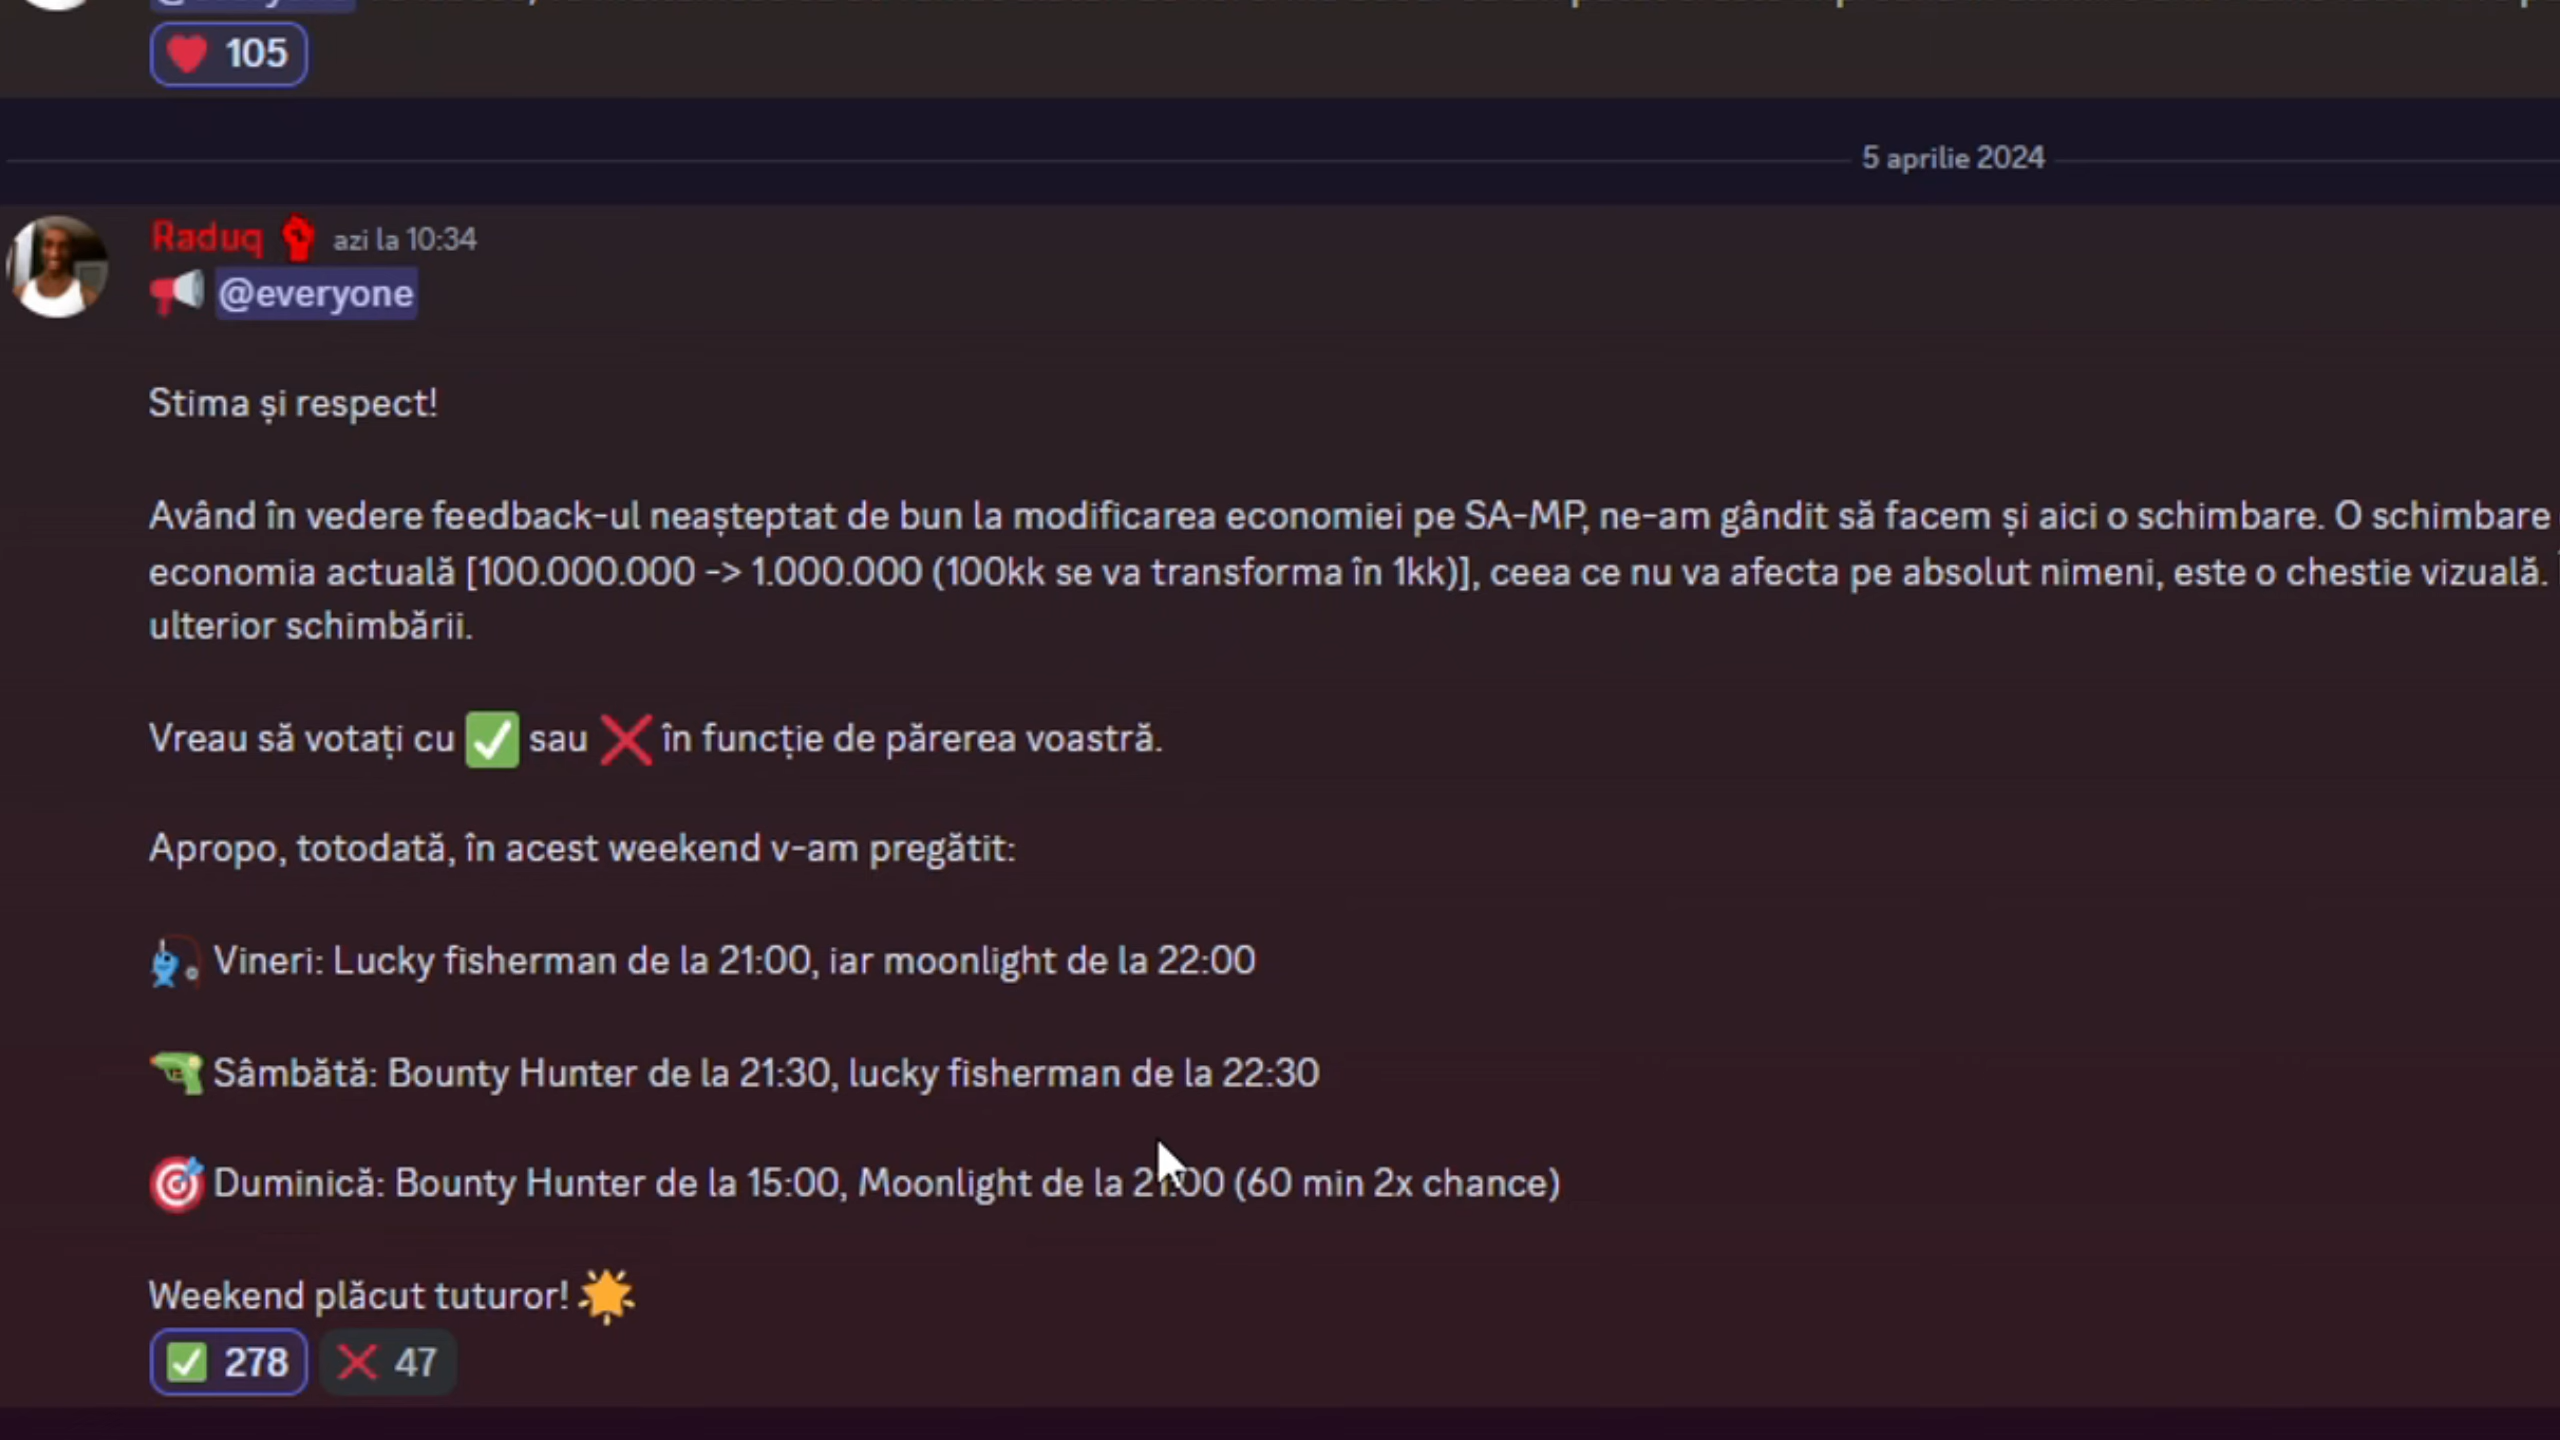 105
5 aprilie 2024
Raduq azi la 10:34
@everyone
Stima și respect!
Având în vedere feedback-ul neașteptat de bun la modificarea economiei pe SA-MP, ne-am gândit să facem și aici o schimbare. O schimbare
economia actuală [100.000.000 -> 1.000.000 (100kk se va transforma în 1kk)], ceea ce nu va afecta pe absolut nimeni, este o chestie vizuală.
ulterior schimbării.
Vreau să votați cu ✅ sau ❌ în funcție de părerea voastră.
Apropo, totodată, în acest weekend v-am pregătit:
Vineri: Lucky fisherman de la 21:00, iar moonlight de la 22:00
Sâmbătă: Bounty Hunter de la 21:30, lucky fisherman de la 22:30
Duminică: Bounty Hunter de la 15:00, Moonlight de la 21:00 (60 min 2x chance)
Weekend plăcut tuturor!
278 47